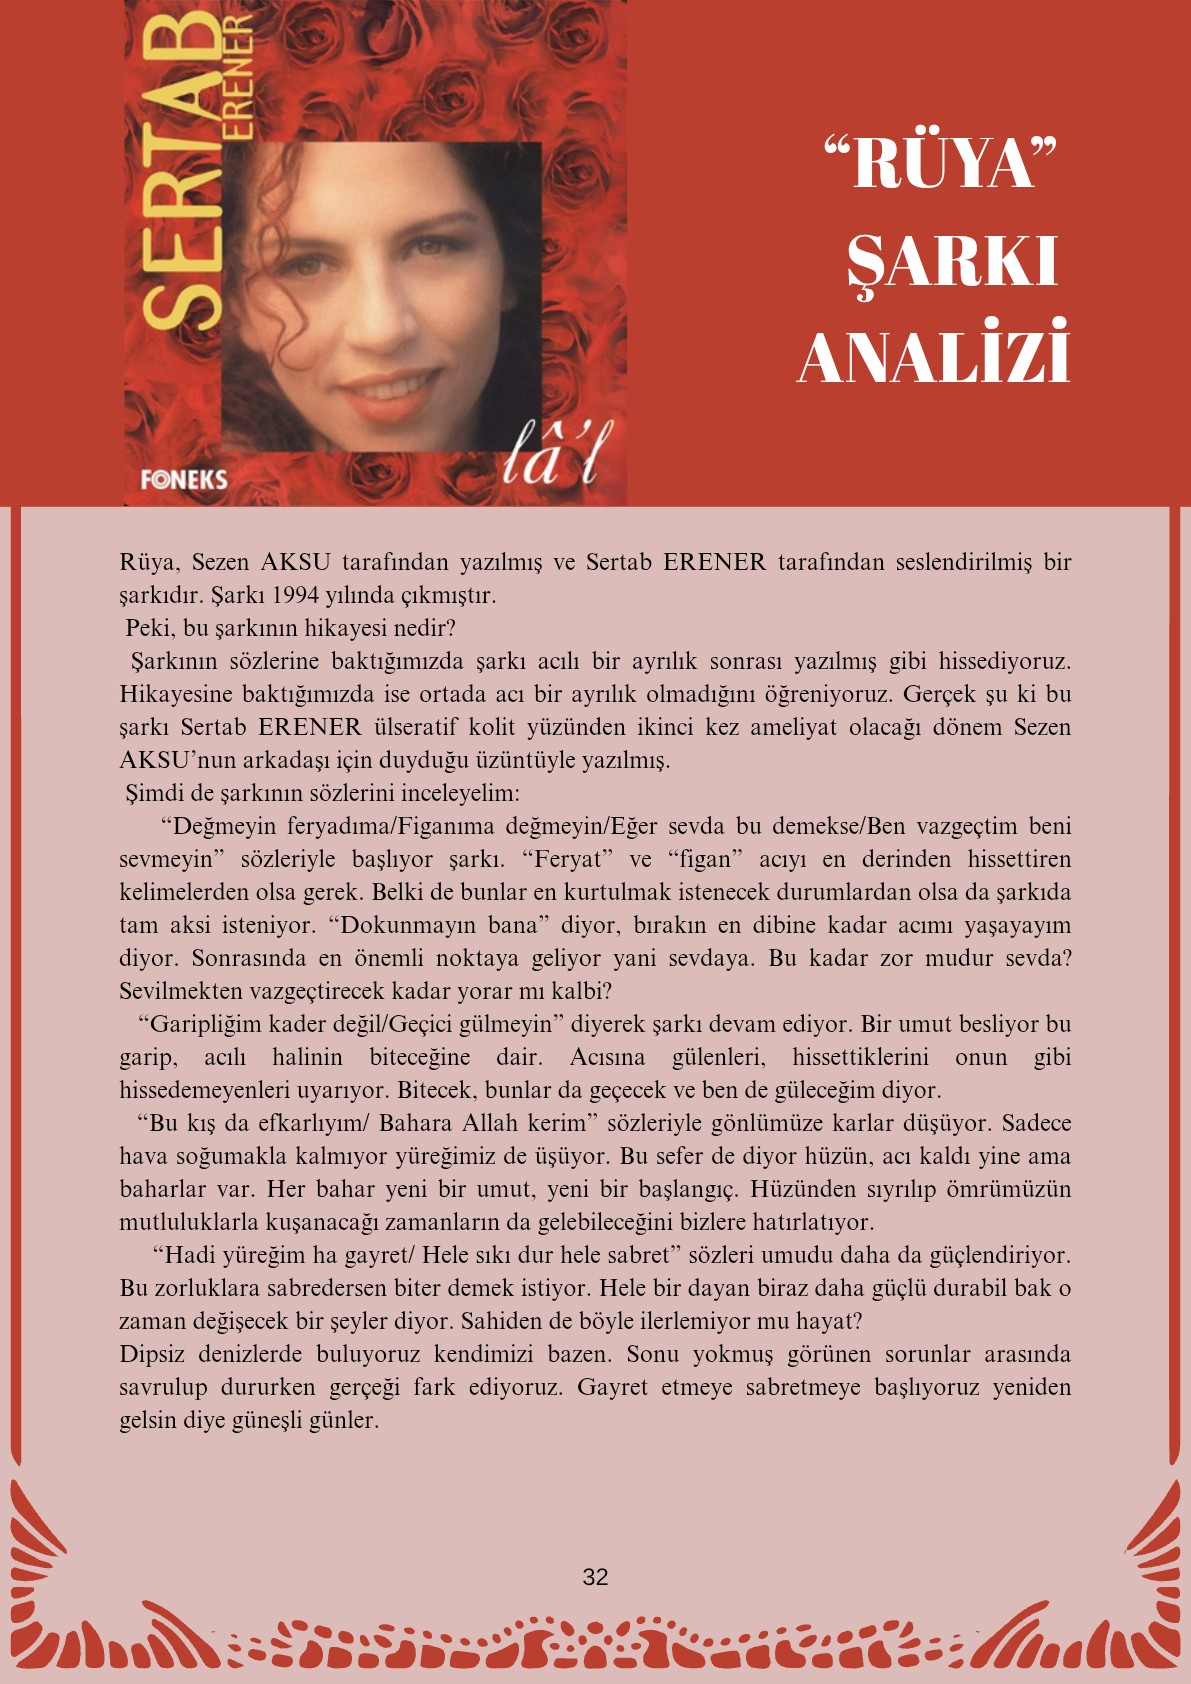 SERTAB
ERENER
lâ'l
FONEKS
“RÜYA”
ŞARKI
ANALİZİ
Rüya, Sezen AKSU tarafından yazılmış ve Sertab ERENER tarafından seslendirilmiş bir
şarkıdır. Şarkı 1994 yılında çıkmıştır.
Peki, bu şarkının hikayesi nedir?
Şarkının sözlerine baktığımızda şarkı acılı bir ayrılık sonrası yazılmış gibi hissediyoruz.
Hikayesine baktığımızda ise ortada acı bir ayrılık olmadığını öğreniyoruz. Gerçek şu ki bu
şarkı Sertab ERENER ülseratif kolit yüzünden ikinci kez ameliyat olacağı dönem Sezen
AKSU’nun arkadaşı için duyduğu üzüntüyle yazılmış.
Şimdi de şarkının sözlerini inceleyelim:
“Değmeyin feryadıma/Figanıma değmeyin/Eğer sevda bu demekse/Ben vazgeçtim beni
sevmeyin” sözleriyle başlıyor şarkı. “Feryat” ve “figan” acıyı en derinden hissettiren
kelimelerden olsa gerek. Belki de bunlar en kurtulmak istenecek durumlardan olsa da şarkıda
tam aksi isteniyor. “Dokunmayın bana” diyor, bırakın en dibine kadar acımı yaşayayım
diyor. Sonrasında en önemli noktaya geliyor yani sevdaya. Bu kadar zor mudur sevda?
Sevilmekten vazgeçtirecek kadar yorar mı kalbi?
“Garipliğim kader değil/Geçici gülmeyin” diyerek şarkı devam ediyor. Bir umut besliyor bu
garip, acılı halinin biteceğine dair. Acısına gülenleri, hissettiklerini onun gibi
hissedemeyenleri uyarıyor. Bitecek, bunlar da geçecek ve ben de güleceğim diyor.
“Bu kış da efkarlıyım/ Bahara Allah kerim” sözleriyle gönlümüze karlar düşüyor. Sadece
hava soğumakla kalmıyor yüreğimiz de üşüyor. Bu sefer de diyor hüzün, acı kaldı yine ama
baharlar var. Her bahar yeni bir umut, yeni bir başlangıç. Hüzünden sıyrılıp ömrümüzün
mutluluklarla kuşanacağı zamanların da gelebileceğini bizlere hatırlatıyor.
“Hadi yüreğim ha gayret/ Hele sıkı dur hele sabret” sözleri umudu daha da güçlendiriyor.
Bu zorluklara sabredersen biter demek istiyor. Hele bir dayan biraz daha güçlü durabil bak o
zaman değişecek bir şeyler diyor. Sahiden de böyle ilerlemiyor mu hayat?
Dipsiz denizlerde buluyoruz kendimizi bazen. Sonu yokmuş görünen sorunlar arasında
savrulup dururken gerçeği fark ediyoruz. Gayret etmeye sabretmeye başlıyoruz yeniden
gelsin diye güneşli günler.
32